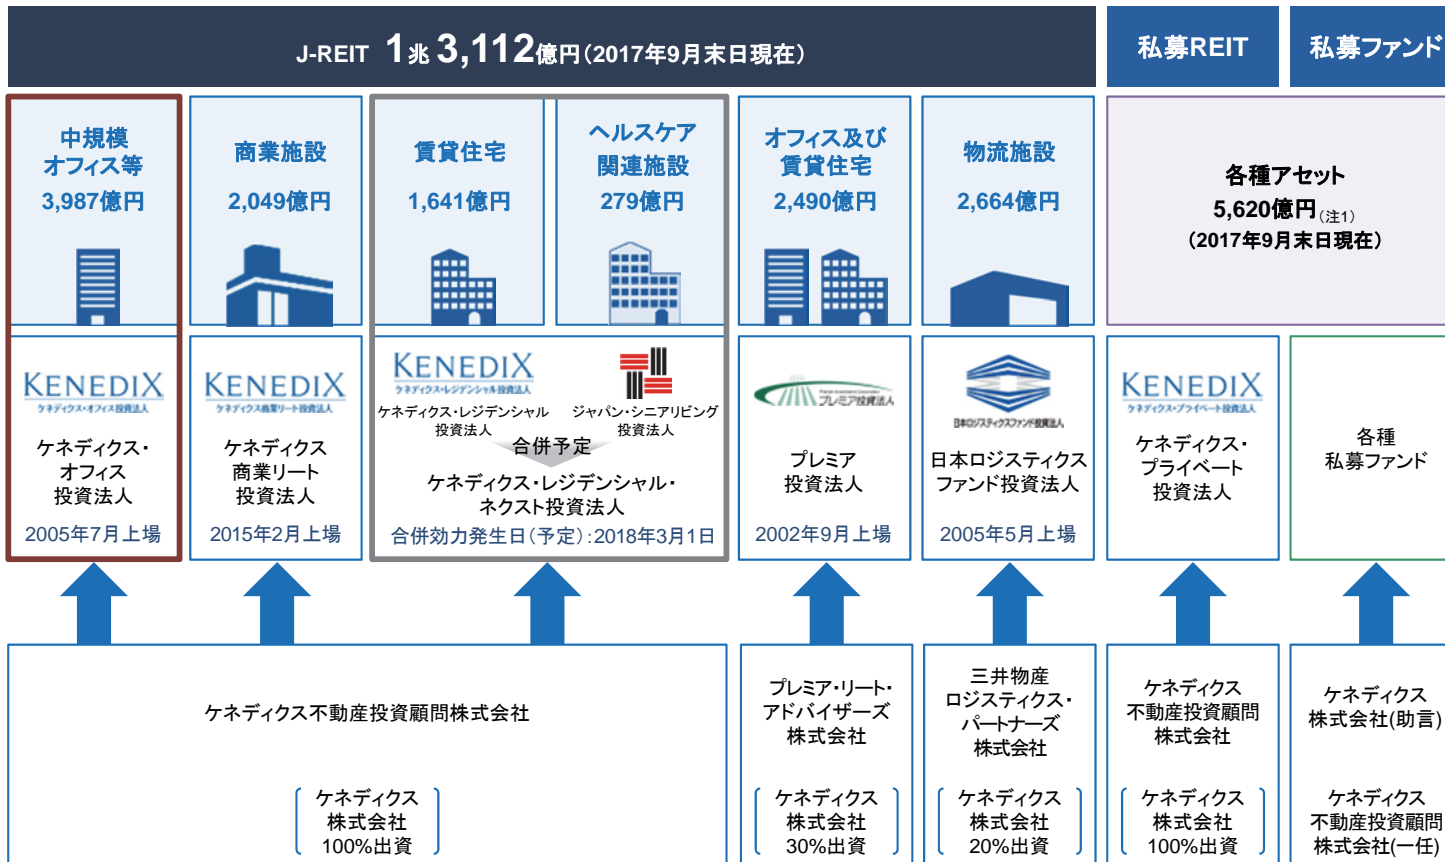 J-REIT 1兆 3,112億円(2017年9月末日現在)
私募REIT
私募ファンド
中規模
オフィス等
3,987億円
商業施設
2,049億円
賃貸住宅
1,641億円
ヘルスケア
関連施設
279億円
オフィス及び
賃貸住宅
2,490億円
物流施設
2,664億円
各種アセット
5,620億円(注1)
(2017年9月末日現在)
KENEDIX
ケネディクス・オフィス投資法人
ケネディクス・
オフィス
投資法人
2005年7月上場
KENEDIX
ケネディクス商業リート投資法人
ケネディクス
商業リート
投資法人
2015年2月上場
KENEDIX
ケネディクス・レジデンシャル投資法人
ケネディクス・レジデンシャル
投資法人
ジャパン・シニアリビング
投資法人
合併予定
ケネディクス・レジデンシャル・
ネクスト投資法人
合併効力発生日(予定):2018年3月1日
プレミア投資法人
プレミア
投資法人
2002年9月上場
日本ロジスティクスファンド投資法人
日本ロジスティクス
ファンド投資法人
2005年5月上場
KENEDIX
ケネディクス・プライベート投資法人
ケネディクス・
プライベート
投資法人
各種
私募ファンド
ケネディクス不動産投資顧問株式会社
ケネディクス
株式会社
100%出資
プレミア・リート・
アドバイザーズ
株式会社
ケネディクス
株式会社
30%出資
三井物産
ロジスティクス・
パートナーズ
株式会社
ケネディクス
株式会社
20%出資
ケネディクス
不動産投資顧問
株式会社
ケネディクス
株式会社
100%出資
ケネディクス
株式会社(助言)
ケネディクス
不動産投資顧問
株式会社(一任)